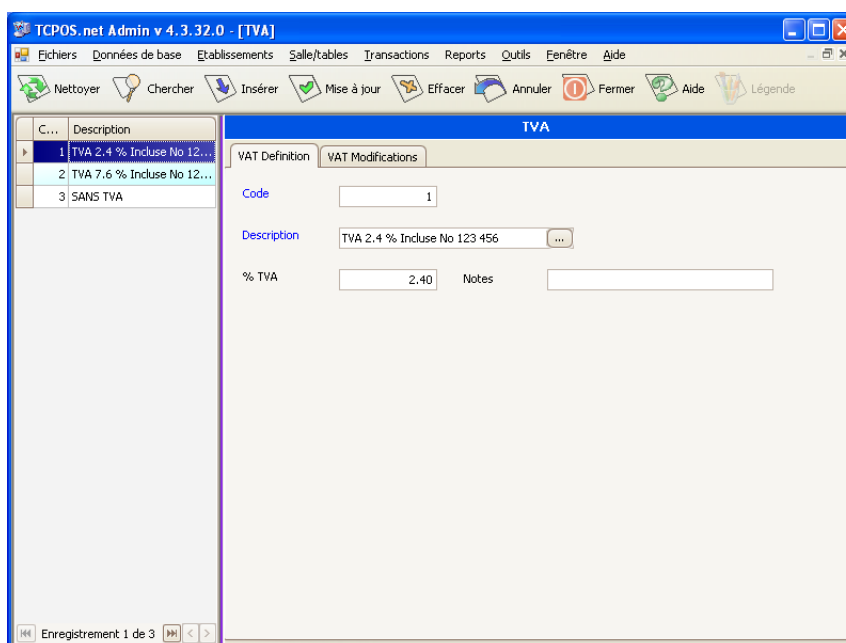 TCPOS.net Admin v 4.3.32.0 - [TVA]
Fichiers Données de base Etablissements Salle/tables Transactions Reports Outils Fenêtre Aide
Nettoyer Chercher Insérer Mise à jour Effacer Annuler Fermer Aide Légende
C... Description
TVA
1 TVA 2.4 % Incluse No 12...
VAT Definition VAT Modifications
2 TVA 7.6 % Incluse No 12...
3 SANS TVA
Code 1
Description TVA 2.4 % Incluse No 123 456 ...
% TVA 2.40 Notes
Enregistrement 1 de 3